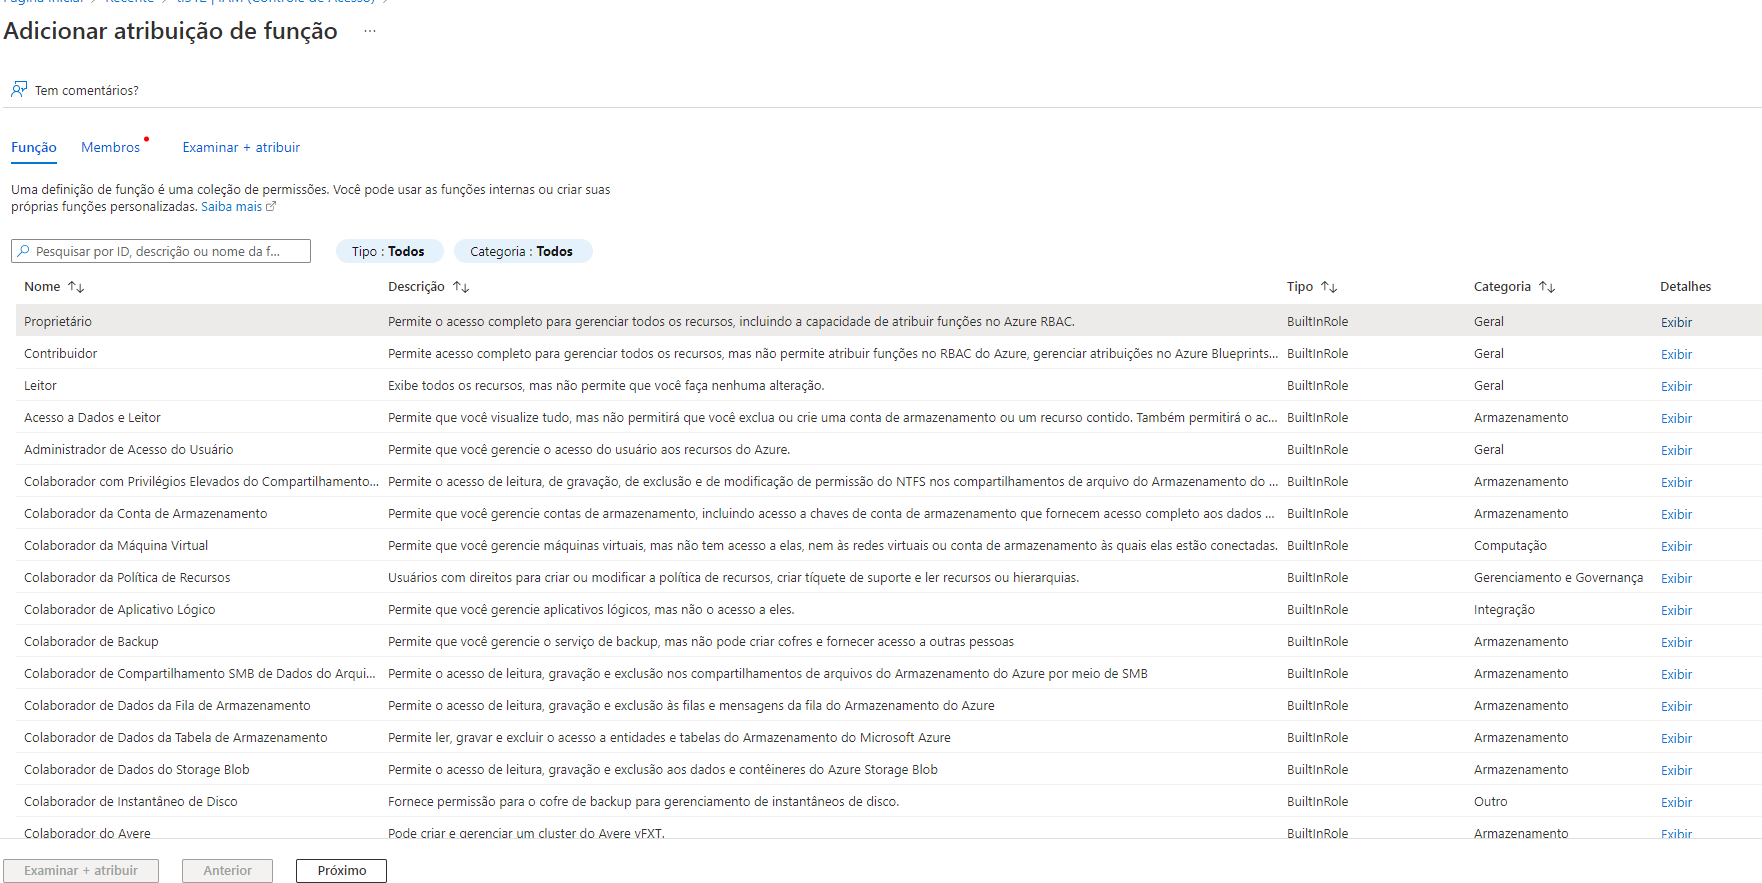 Adicionar atribuição de função ...
Tem comentários?
Função Membros Examinar + atribuir
Uma definição de função é uma coleção de permissões. Você pode usar as funções internas ou criar suas
próprias funções personalizadas. Saiba mais
Pesquisar por ID, descrição ou nome da f... Tipo : Todos Categoria : Todos
Nome Descrição Tipo Categoria Detalhes
Proprietário Permite o acesso completo para gerenciar todos os recursos, incluindo a capacidade de atribuir funções no Azure RBAC. BuiltInRole Geral Exibir
Contribuidor Permite acesso completo para gerenciar todos os recursos, mas não permite atribuir funções no RBAC do Azure, gerenciar atribuições no Azure Blueprints... BuiltInRole Geral Exibir
Leitor Exibe todos os recursos, mas não permite que você faça nenhuma alteração. BuiltInRole Geral Exibir
Acesso a Dados e Leitor Permite que você visualize tudo, mas não permitirá que você exclua ou crie uma conta de armazenamento ou um recurso contido. Também permitirá o ac... BuiltInRole Armazenamento Exibir
Administrador de Acesso do Usuário Permite que você gerencie o acesso do usuário aos recursos do Azure. BuiltInRole Geral Exibir
Colaborador com Privilégios Elevados do Compartilhamento... Permite o acesso de leitura, de gravação, de exclusão e de modificação de permissão do NTFS nos compartilhamentos de arquivo do Armazenamento do ... BuiltInRole Armazenamento Exibir
Colaborador da Conta de Armazenamento Permite que você gerencie contas de armazenamento, incluindo acesso a chaves de conta de armazenamento que fornecem acesso completo aos dados ... BuiltInRole Armazenamento Exibir
Colaborador da Máquina Virtual Permite que você gerencie máquinas virtuais, mas não tem acesso a elas, nem às redes virtuais ou conta de armazenamento às quais elas estão conectadas. BuiltInRole Computação Exibir
Colaborador da Política de Recursos Usuários com direitos para criar ou modificar a política de recursos, criar tíquete de suporte e ler recursos ou hierarquias. BuiltInRole Gerenciamento e Governança Exibir
Colaborador de Aplicativo Lógico Permite que você gerencie aplicativos lógicos, mas não o acesso a eles. BuiltInRole Integração Exibir
Colaborador de Backup Permite que você gerencie o serviço de backup, mas não pode criar cofres e fornecer acesso a outras pessoas BuiltInRole Armazenamento Exibir
Colaborador de Compartilhamento SMB de Dados do Arqui... Permite o acesso de leitura, gravação e exclusão nos compartilhamentos de arquivos do Armazenamento do Azure por meio de SMB BuiltInRole Armazenamento Exibir
Colaborador de Dados da Fila de Armazenamento Permite o acesso de leitura, gravação e exclusão às filas e mensagens da fila do Armazenamento do Azure BuiltInRole Armazenamento Exibir
Colaborador de Dados da Tabela de Armazenamento Permite ler, gravar e excluir o acesso a entidades e tabelas do Armazenamento do Microsoft Azure BuiltInRole Armazenamento Exibir
Colaborador de Dados do Storage Blob Permite o acesso de leitura, gravação e exclusão aos dados e contêineres do Azure Storage Blob BuiltInRole Armazenamento Exibir
Colaborador de Instantâneo de Disco Fornece permissão para o cofre de backup para gerenciamento de instantâneos de disco. BuiltInRole Outro Exibir
Colaborador do Avere Pode criar e gerenciar um cluster do Avere vFXT. BuiltInRole Armazenamento Exibir
Examinar + atribuir Anterior Próximo